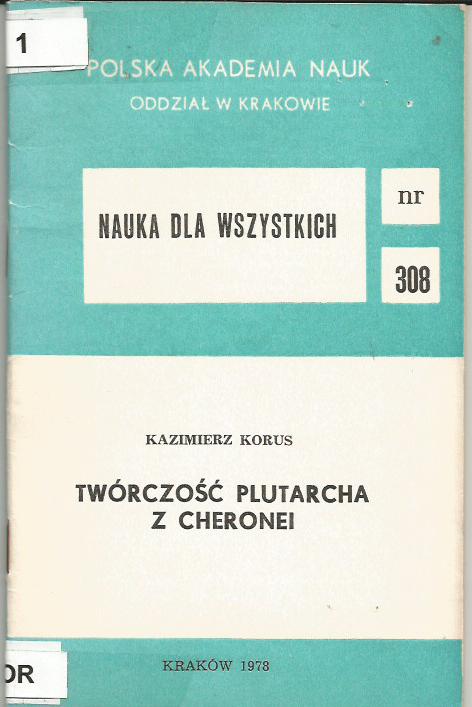 1
POLSKA AKADEMIA NAUK
ODDZIAŁ W KRAKOWIE
NAUKA DLA WSZYSTKICH
nr
308
KAZIMIERZ KORUS
TWÓRCZOŚĆ PLUTARCHA
Z CHERONEI
OR
KRAKÓW 1978